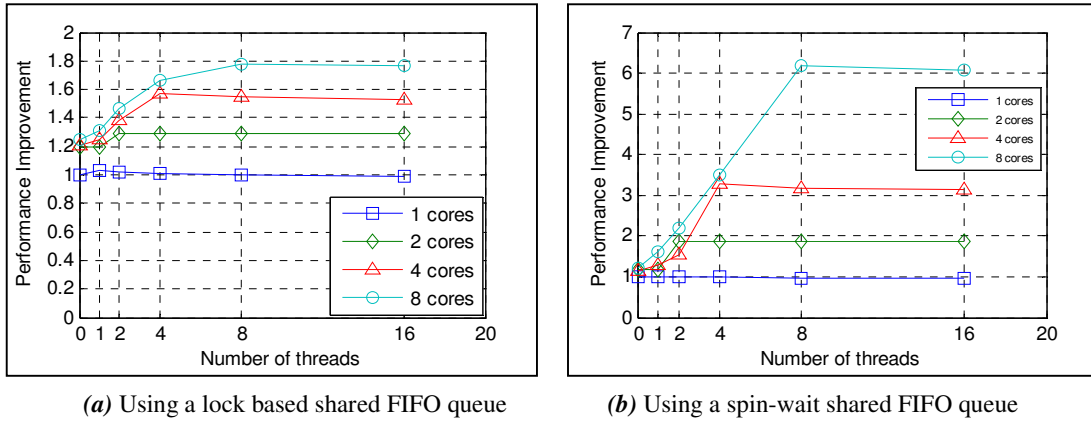 2
1.8
1.6
1.4
1.2
1
0.8
0.6
0.4
0.2
0
Performance Improvement
0 1 2 4 8 16 20
Number of threads
1 cores
2 cores
4 cores
8 cores
(a) Using a lock based shared FIFO queue
7
6
5
4
3
2
1
0
Performance Improvement
0 1 2 4 8 16 20
Number of threads
1 cores
2 cores
4 cores
8 cores
(b) Using a spin-wait shared FIFO queue